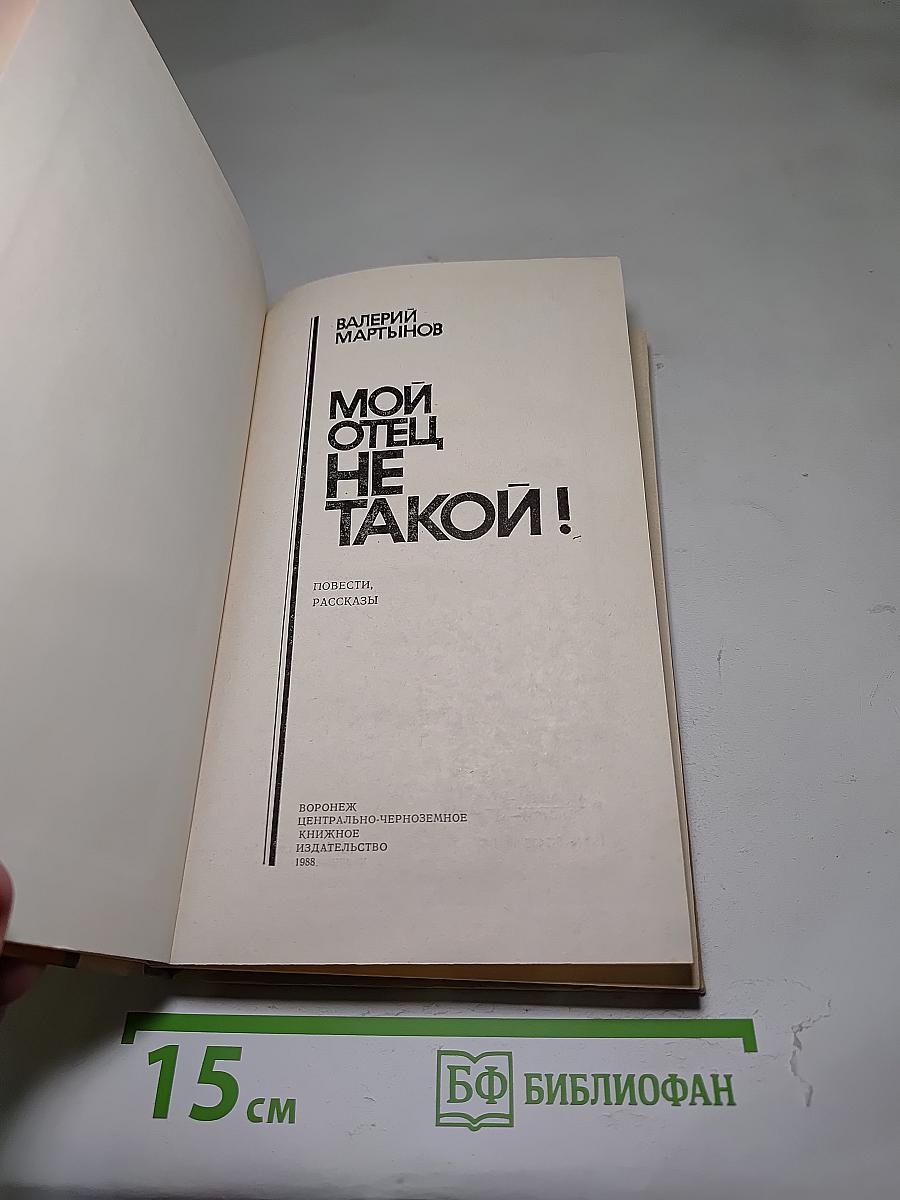 ВАЛЕРИЙ
МАРТЫНОВ
МОЙ
ОТЕЦ
НЕ
ТАКОЙ!
ПОВЕСТИ,
РАССКАЗЫ
ВОРОНЕЖ
ЦЕНТРАЛЬНО-ЧЕРНОЗЕМНОЕ
КНИЖНОЕ
ИЗДАТЕЛЬСТВО
1988
15 см
БФ БИБЛИОФАН